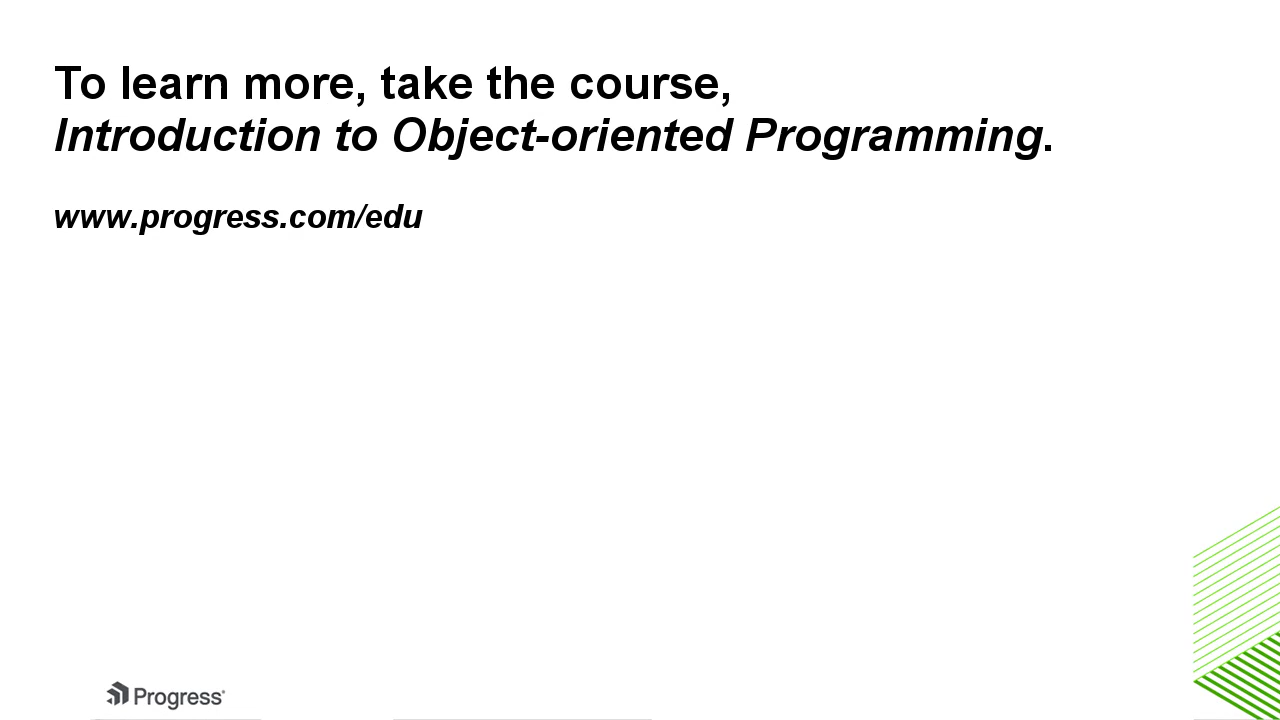 To learn more, take the course,
Introduction to Object-oriented Programming.
www.progress.com/edu
Progress®